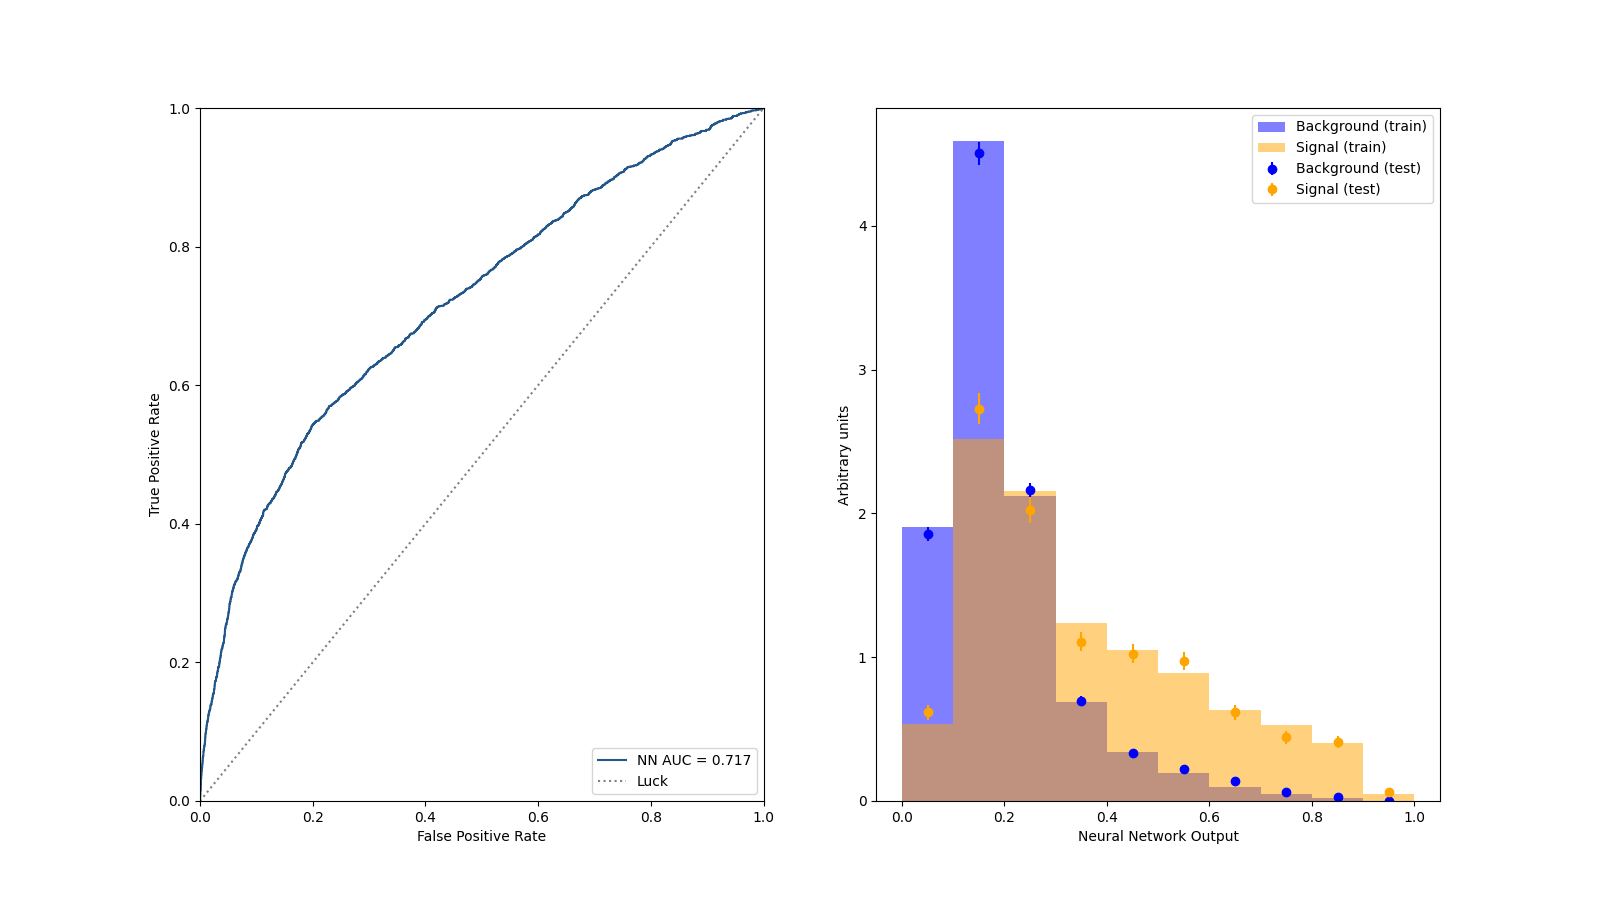 1.0
0.8
0.6
0.4
0.2
0.0
True Positive Rate
0.0 0.2 0.4 0.6 0.8 1.0
False Positive Rate
NN AUC = 0.717
Luck
4
3
2
1
0
Arbitrary units
0.0 0.2 0.4 0.6 0.8 1.0
Neural Network Output
Background (train)
Signal (train)
Background (test)
Signal (test)